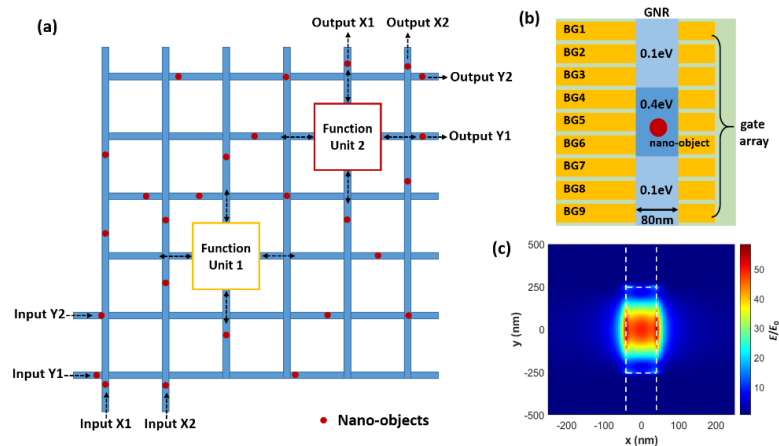 (a)
Output X1
Output X2
Output Y2
Output Y1
Function
Unit 2
Function
Unit 1
Input Y2
Input Y1
Input X1
Input X2
Nano-objects
(b)
GNR
BG1
BG2
BG3
BG4
BG5
BG6
BG7
BG8
BG9
0.1eV
0.4eV
nano-object
0.1eV
80nm
gate
array
(c)
500
250
0
-250
-500
y (nm)
-200
0
200
x (nm)
50
40
30
20
10
E/E₀